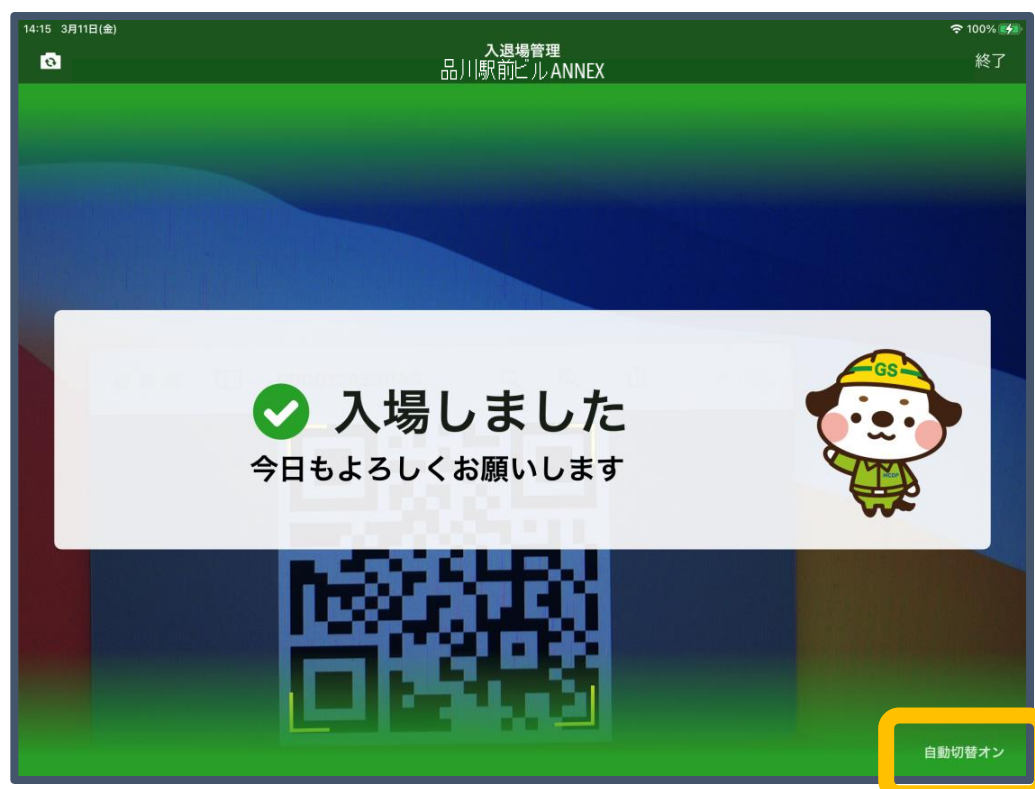 14:15 3月11日(金)
100%
入退場管理
品川駅前ビルANNEX
終了
GS
入場しました
今日もよろしくお願いします
HCDP
自動切替オン